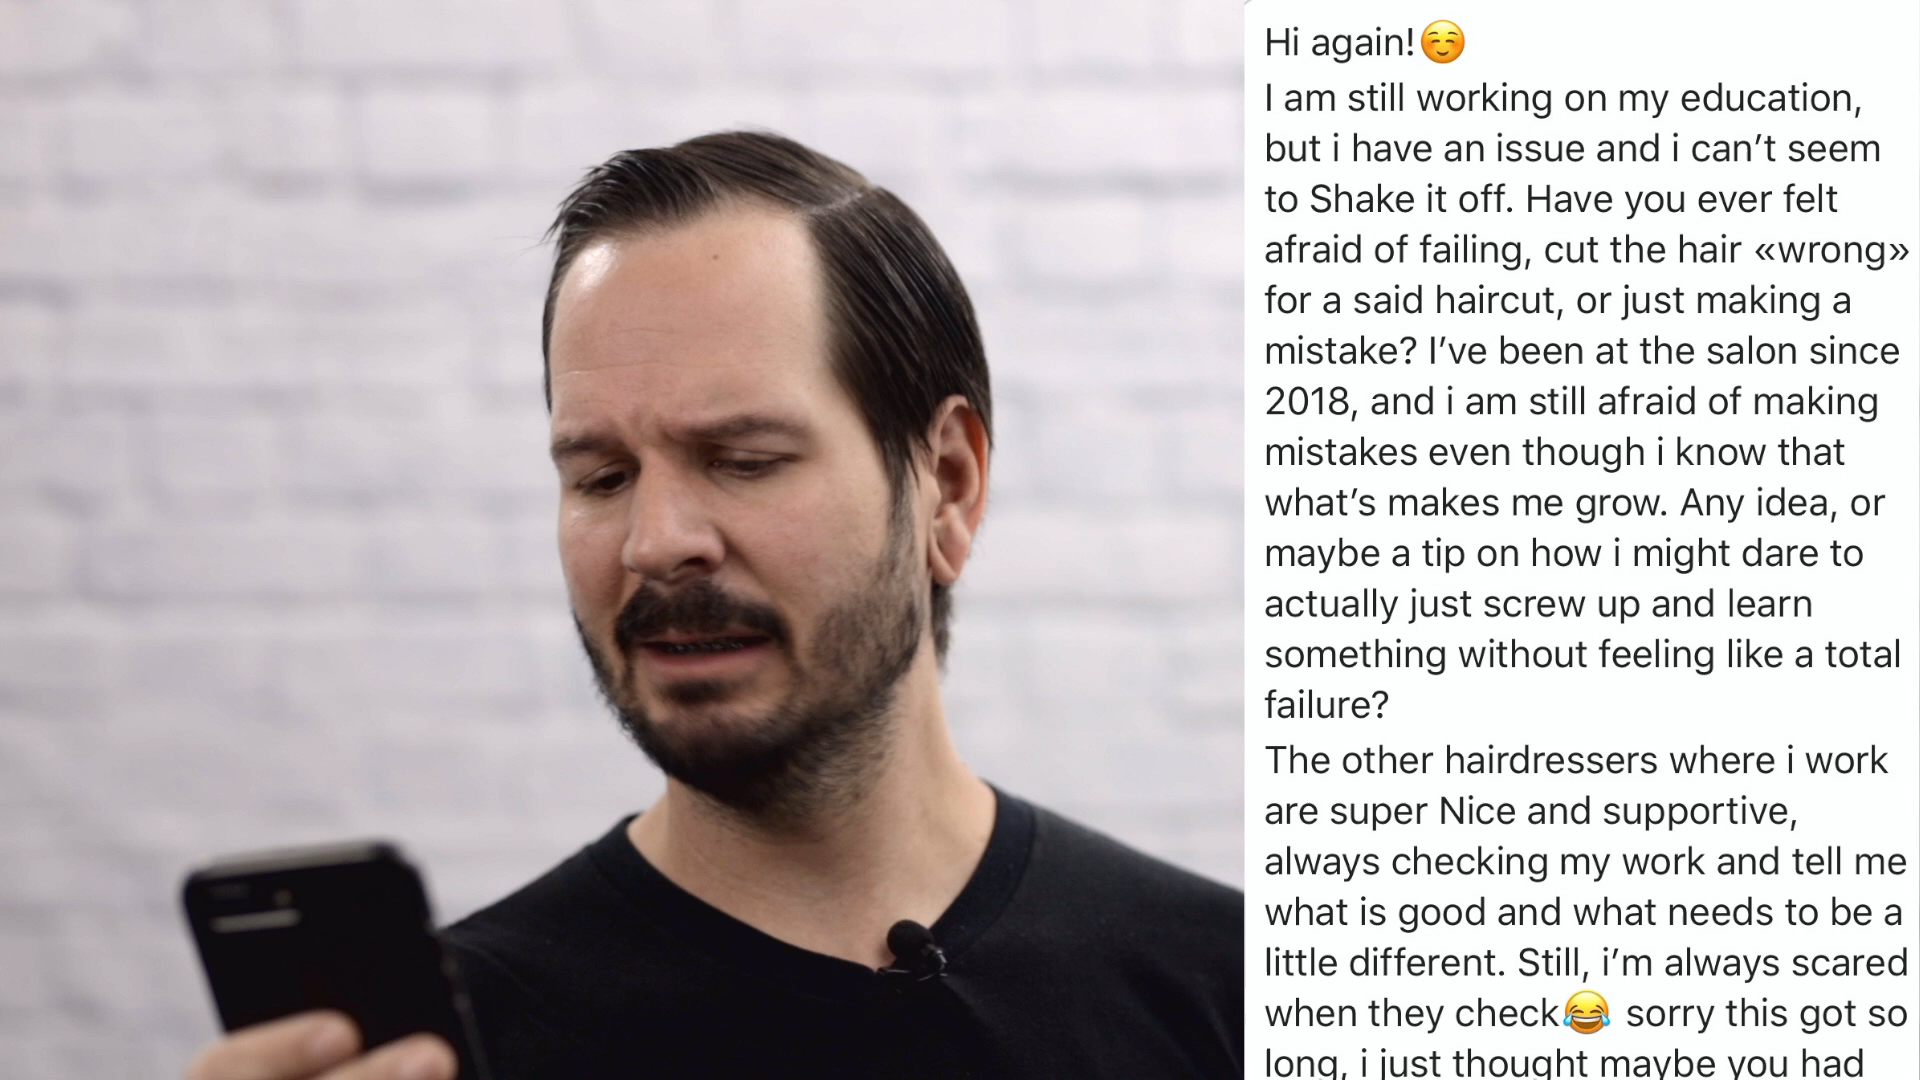 Hi again!☺️
I am still working on my education,
but i have an issue and i can’t seem
to Shake it off. Have you ever felt
afraid of failing, cut the hair «wrong»
for a said haircut, or just making a
mistake? I’ve been at the salon since
2018, and i am still afraid of making
mistakes even though i know that
what’s makes me grow. Any idea, or
maybe a tip on how i might dare to
actually just screw up and learn
something without feeling like a total
failure?
The other hairdressers where i work
are super Nice and supportive,
always checking my work and tell me
what is good and what needs to be a
little different. Still, i’m always scared
when they check😂 sorry this got so
long, i just thought maybe you had